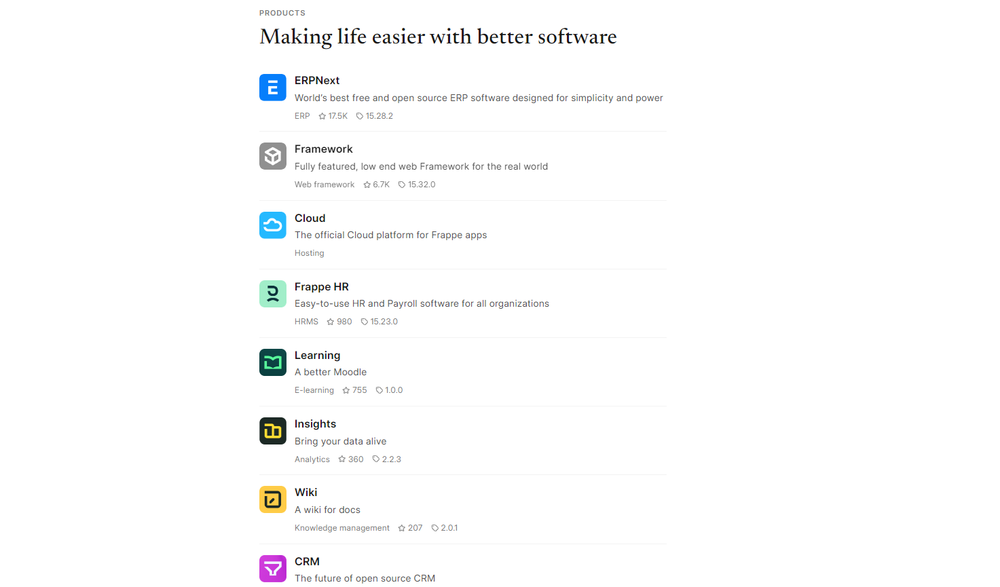 PRODUCTS
Making life easier with better software
ERPNext
World's best free and open source ERP software designed for simplicity and power
ERP 17.5K 15.28.2
Framework
Fully featured, low end web Framework for the real world
Web framework 6.7K 15.32.0
Cloud
The official Cloud platform for Frappe apps
Hosting
Frappe HR
Easy-to-use HR and Payroll software for all organizations
HRMS 980 15.23.0
Learning
A better Moodle
E-learning 755 1.0.0
Insights
Bring your data alive
Analytics 360 2.2.3
Wiki
A wiki for docs
Knowledge management 207 2.0.1
CRM
The future of open source CRM